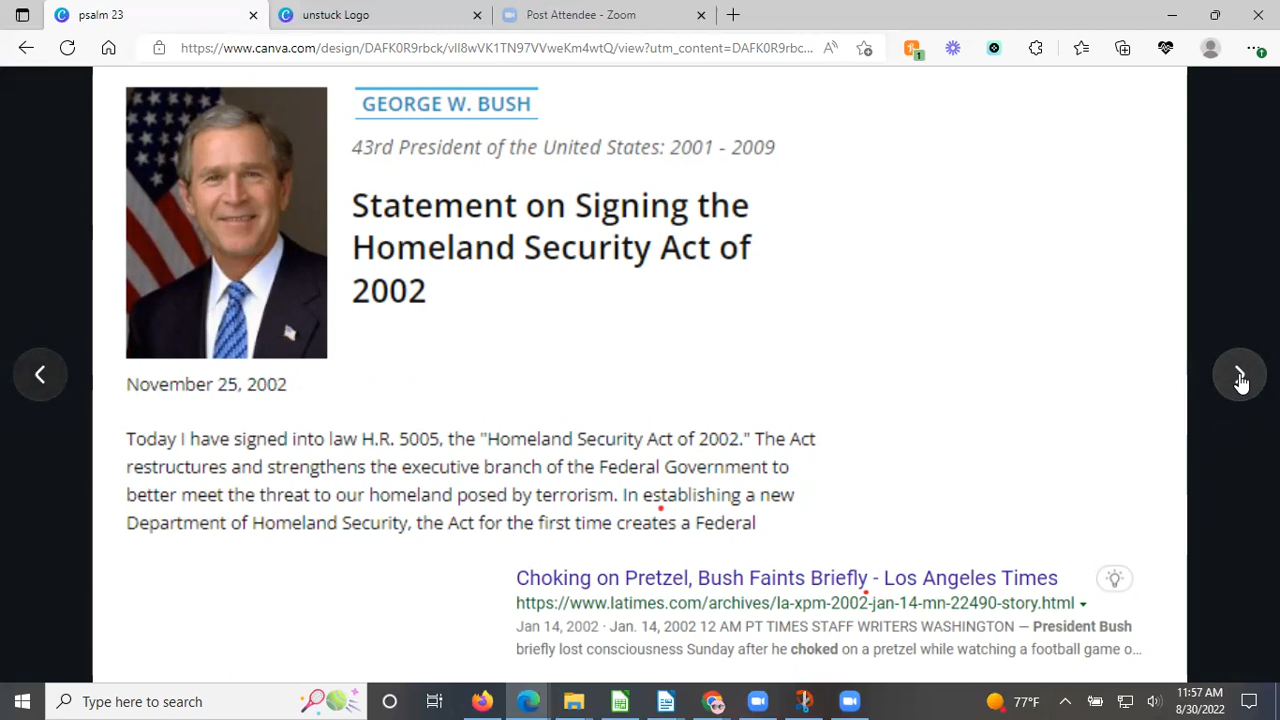 psalm 23
unstuck Logo
Post Attendee - Zoom
https://www.canva.com/design/DAFK0R9rbck/vIl8wVK1TN97VVweKm4wtQ/view?utm_content=DAFK0R9rbc...
1
GEORGE W. BUSH
43rd President of the United States: 2001 - 2009
Statement on Signing the
Homeland Security Act of
2002
November 25, 2002
Today I have signed into law H.R. 5005, the "Homeland Security Act of 2002." The Act
restructures and strengthens the executive branch of the Federal Government to
better meet the threat to our homeland posed by terrorism. In establishing a new
Department of Homeland Security, the Act for the first time creates a Federal
Choking on Pretzel, Bush Faints Briefly - Los Angeles Times
https://www.latimes.com/archives/la-xpm-2002-jan-14-mn-22490-story.html
Jan 14, 2002 · Jan. 14, 2002 12 AM PT TIMES STAFF WRITERS WASHINGTON — President Bush
briefly lost consciousness Sunday after he choked on a pretzel while watching a football game o...
Type here to search
77°F
11:57 AM
8/30/2022